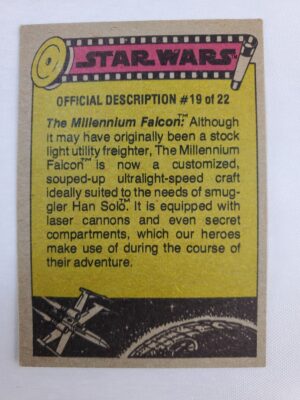 STAR WARS
OFFICIAL DESCRIPTION #19 of 22
The Millennium Falcon:™ Although
it may have originally been a stock
light utility freighter, The Millennium
Falcon™ is now a customized,
souped-up ultralight-speed craft
ideally suited to the needs of smug-
gler Han Solo.™ It is equipped with
laser cannons and even secret
compartments, which our heroes
make use of during the course of
their adventure.